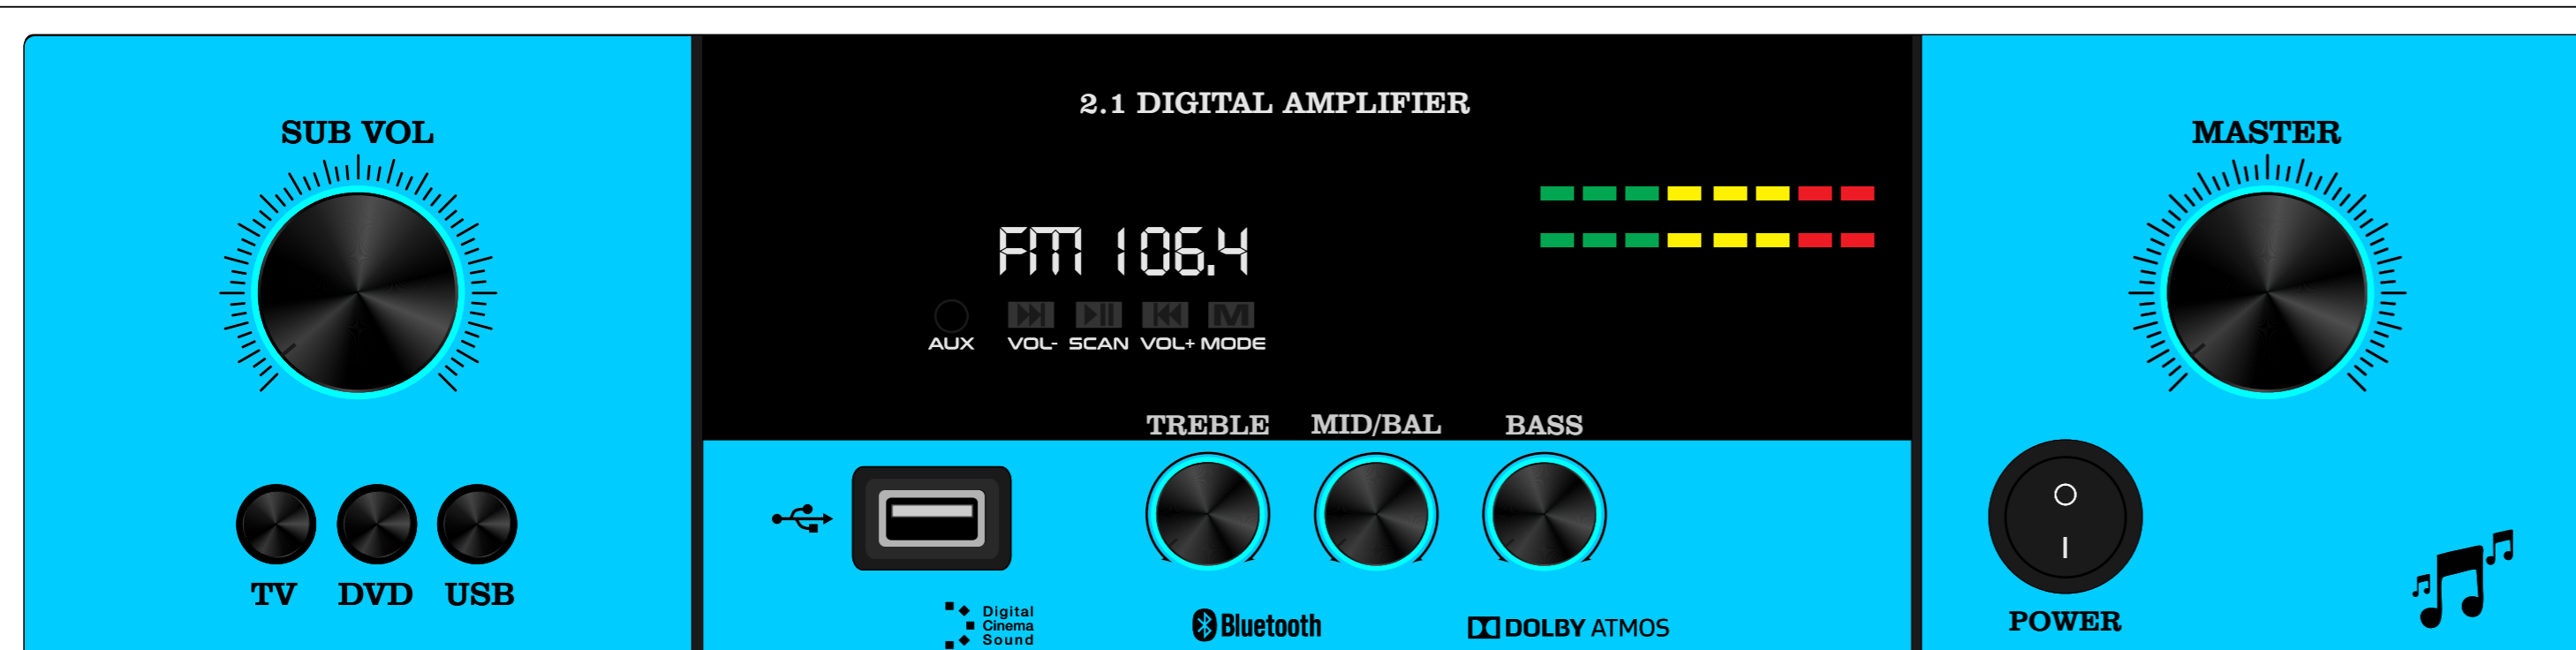 2.1 DIGITAL AMPLIFIER
SUB VOL
MASTER
FM 106.4
AUX VOL- SCAN VOL+ MODE
M
TREBLE MID/BAL BASS
TV DVD USB
Digital
Cinema
Sound
Bluetooth
DOLBY ATMOS
POWER